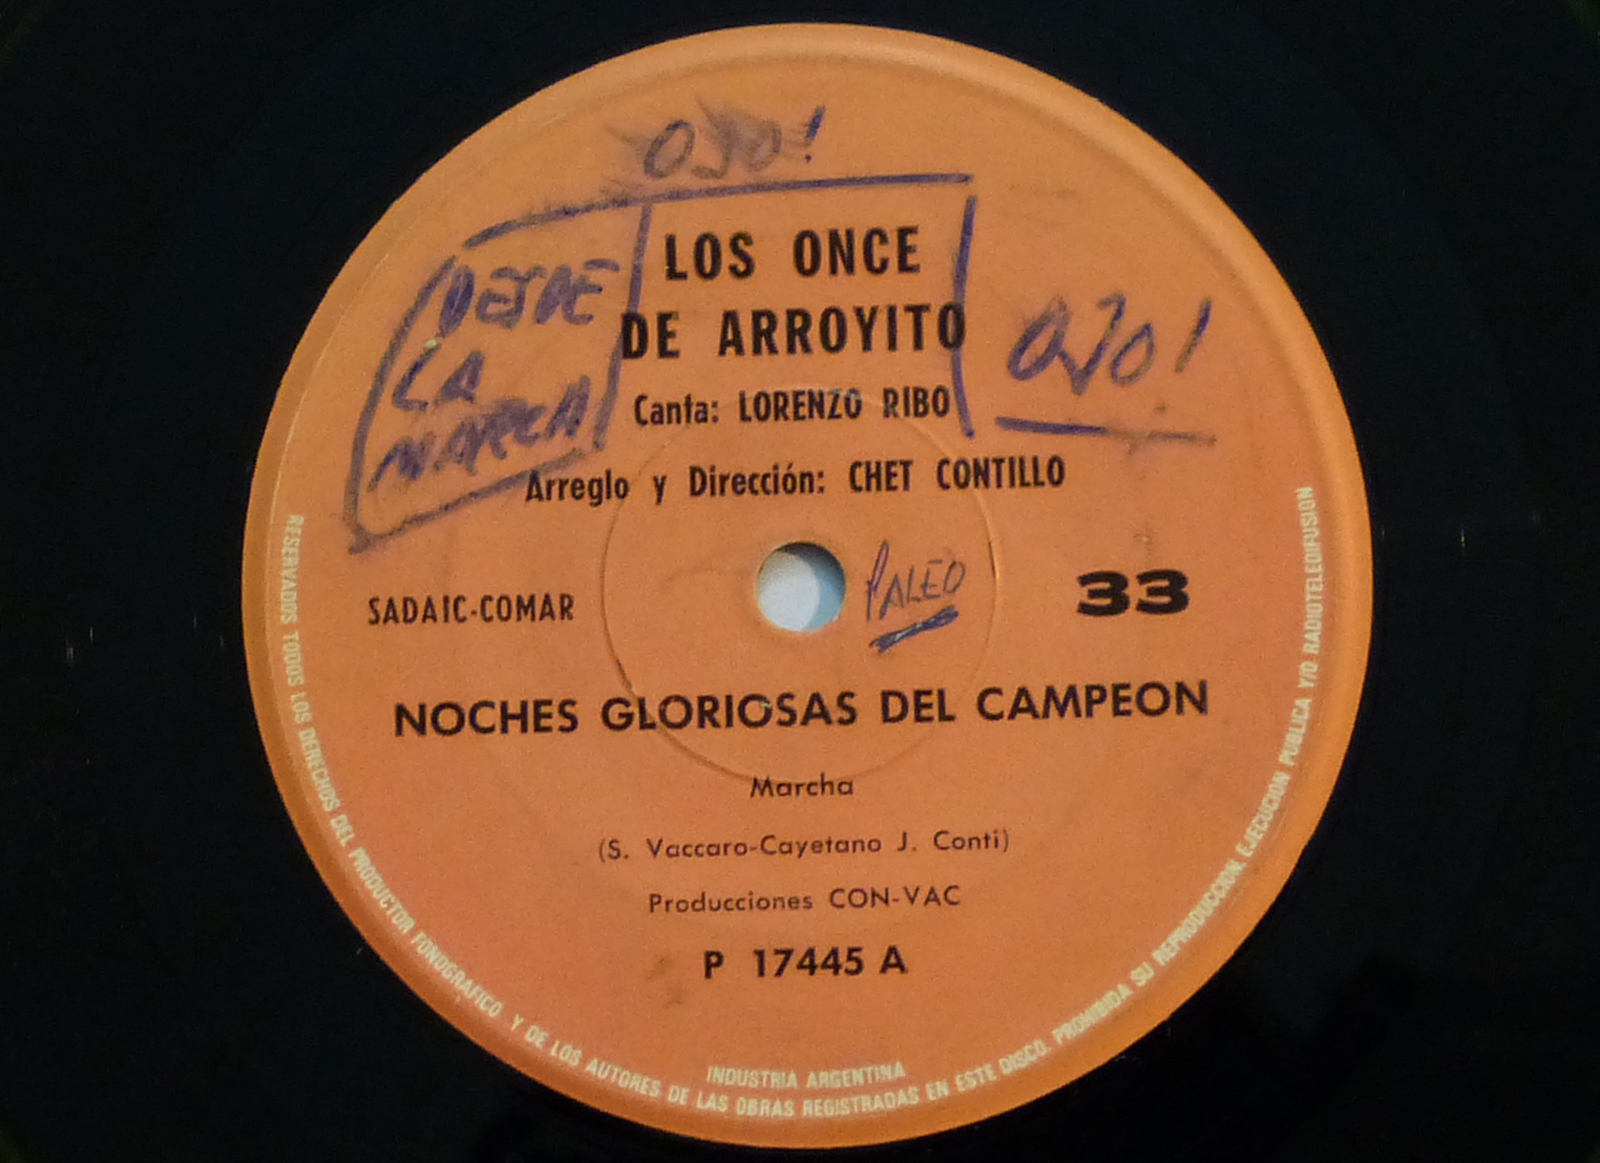 OJO!
LOS ONCE
DE ARROYITO
DESDE
LA
MARCA
OJO!
Canta: LORENZO RIBO
Arreglo y Dirección: CHET CONTILLO
SADAIC-COMAR
PALEO
33
NOCHES GLORIOSAS DEL CAMPEON
Marcha
(S. Vaccaro-Cayetano J. Conti)
Producciones CON-VAC
P 17445 A
INDUSTRIA ARGENTINA
RESERVADOS TODOS LOS DERECHOS DEL PRODUCTOR FONOGRAFICO Y DE LOS AUTORES DE LAS OBRAS REGISTRADAS EN ESTE DISCO. PROHIBIDA SU REPRODUCCION. EJECUCION PUBLICA Y/O RADIOTELEDIFUSION